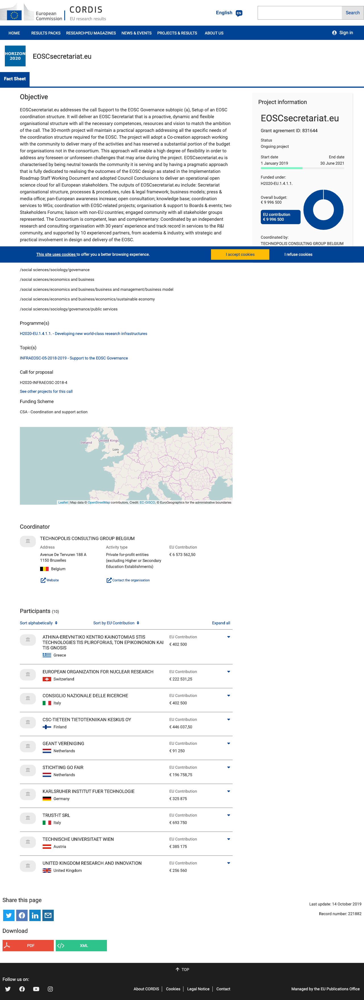 European
Commission
CORDIS
EU research results
English EN
Search
HOME RESULTS PACKS RESEARCH*EU MAGAZINES NEWS & EVENTS PROJECTS & RESULTS ABOUT US Sign in
HORIZON
2020
EOSCsecretariat.eu
Fact Sheet
Objective
EOSCsecretariat.eu addresses the call Support to the EOSC Governance subtopic (a), Setup of an EOSC
coordination structure. It will deliver an EOSC Secretariat that is a proactive, dynamic and flexible
organisational structure with all the necessary competences, resources and vision to match the ambition
of the call. The 30-month project will maintain a practical approach addressing all the specific needs of
the coordination structure required for the EOSC. The project will adopt a Co-creation approach working
with the community to deliver many of the activities and has reserved a substantial portion of the budget
for organisations not in the consortium. This approach will enable a high degree of flexibility in order to
address any foreseen or unforeseen challenges that may arise during the project. EOSCsecretariat.eu is
characterised by being neutral towards the community it is serving and by having a pragmatic approach
that is fully dedicated to realising the outcomes of the EOSC design as stated in the Implementation
Roadmap Staff Working Document and adopted Council Conclusions to deliver an operational open
science cloud for all European stakeholders. The outputs of EOSCsecretariat.eu include: Secretariat
organisational structure, processes & procedures, rules & legal framework; business models; press &
media office; pan-European awareness increase; open consultation; knowledge base; coordination
services to WGs; coordination with EOSC-related projects; organisation & support to Boards & events; two
Stakeholders Forums; liaison with non-EU countries; engaged community with all stakeholder groups
represented. The Consortium is competent, lean and complementary: Coordinated by an independent
research and consulting organisation with 30 years' experience and track record in services to the R&I
community, and supported by 10 experienced partners, from academia & industry, with strategic and
practical involvement in design and delivery of the EOSC.
Project information
EOSCsecretariat.eu
Grant agreement ID: 831644
Status
Ongoing project
Start date End date
1 January 2019 30 June 2021
Funded under:
H2020-EU.1.4.1.1.
Overall budget:
€ 9 996 500
EU contribution
€ 9 996 500
Coordinated by:
TECHNOPOLIS CONSULTING GROUP BELGIUM
This site uses cookies to offer you a better browsing experience. I accept cookies I refuse cookies
/social sciences/sociology/governance
/social sciences/economics and business
/social sciences/economics and business/business and management/business model
/social sciences/economics and business/economics/sustainable economy
/social sciences/sociology/governance/public services
Programme(s)
H2020-EU.1.4.1.1. - Developing new world-class research infrastructures
Topic(s)
INFRAEOSC-05-2018-2019 - Support to the EOSC Governance
Call for proposal
H2020-INFRAEOSC-2018-4
See other projects for this call
Funding Scheme
CSA - Coordination and support action
Ireland
United Kingd
Lon
Leaflet | Map data © OpenStreetMap contributors, Credit: EC-GISCO, © EuroGeographics for the administrative boundaries
Coordinator
TECHNOPOLIS CONSULTING GROUP BELGIUM
Address Activity type EU Contribution
Avenue De Tervuren 188 A Private for-profit entities € 6 573 562,50
1150 Bruxelles (excluding Higher or Secondary
Belgium Education Establishments)
Website Contact the organisation
Participants (10)
Sort alphabetically Sort by EU Contribution Expand all
ATHINA-EREVNITIKO KENTRO KAINOTOMIAS STIS EU Contribution
TECHNOLOGIES TIS PLIROFORIAS, TON EPIKOINONION KAI € 402 500
TIS GNOSIS
Greece
EUROPEAN ORGANIZATION FOR NUCLEAR RESEARCH EU Contribution
Switzerland € 222 531,25
CONSIGLIO NAZIONALE DELLE RICERCHE EU Contribution
Italy € 402 500
CSC-TIETEEN TIETOTEKNIIKAN KESKUS OY EU Contribution
Finland € 446 037,50
GEANT VERENIGING EU Contribution
Netherlands € 91 250
STICHTING GO FAIR EU Contribution
Netherlands € 196 758,75
KARLSRUHER INSTITUT FUER TECHNOLOGIE EU Contribution
Germany € 325 875
TRUST-IT SRL EU Contribution
Italy € 693 750
TECHNISCHE UNIVERSITAET WIEN EU Contribution
Austria € 385 175
UNITED KINGDOM RESEARCH AND INNOVATION EU Contribution
United Kingdom € 256 560
Share this page
Last update: 14 October 2019
Record number: 221882
Download
PDF XML
TOP
Follow us on:
About CORDIS Cookies Legal Notice Contact Managed by the EU Publications Office